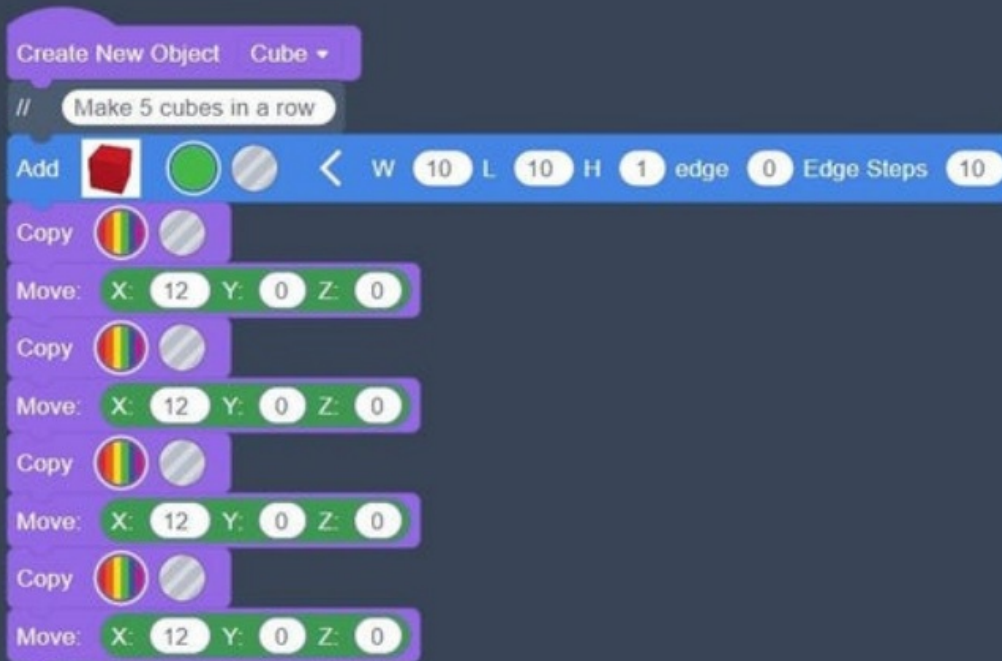 Create New Object Cube
// Make 5 cubes in a row
Add W 10 L 10 H 1 edge 0 Edge Steps 10
Copy
Move: X: 12 Y: 0 Z: 0
Copy
Move: X: 12 Y: 0 Z: 0
Copy
Move: X: 12 Y: 0 Z: 0
Copy
Move: X: 12 Y: 0 Z: 0